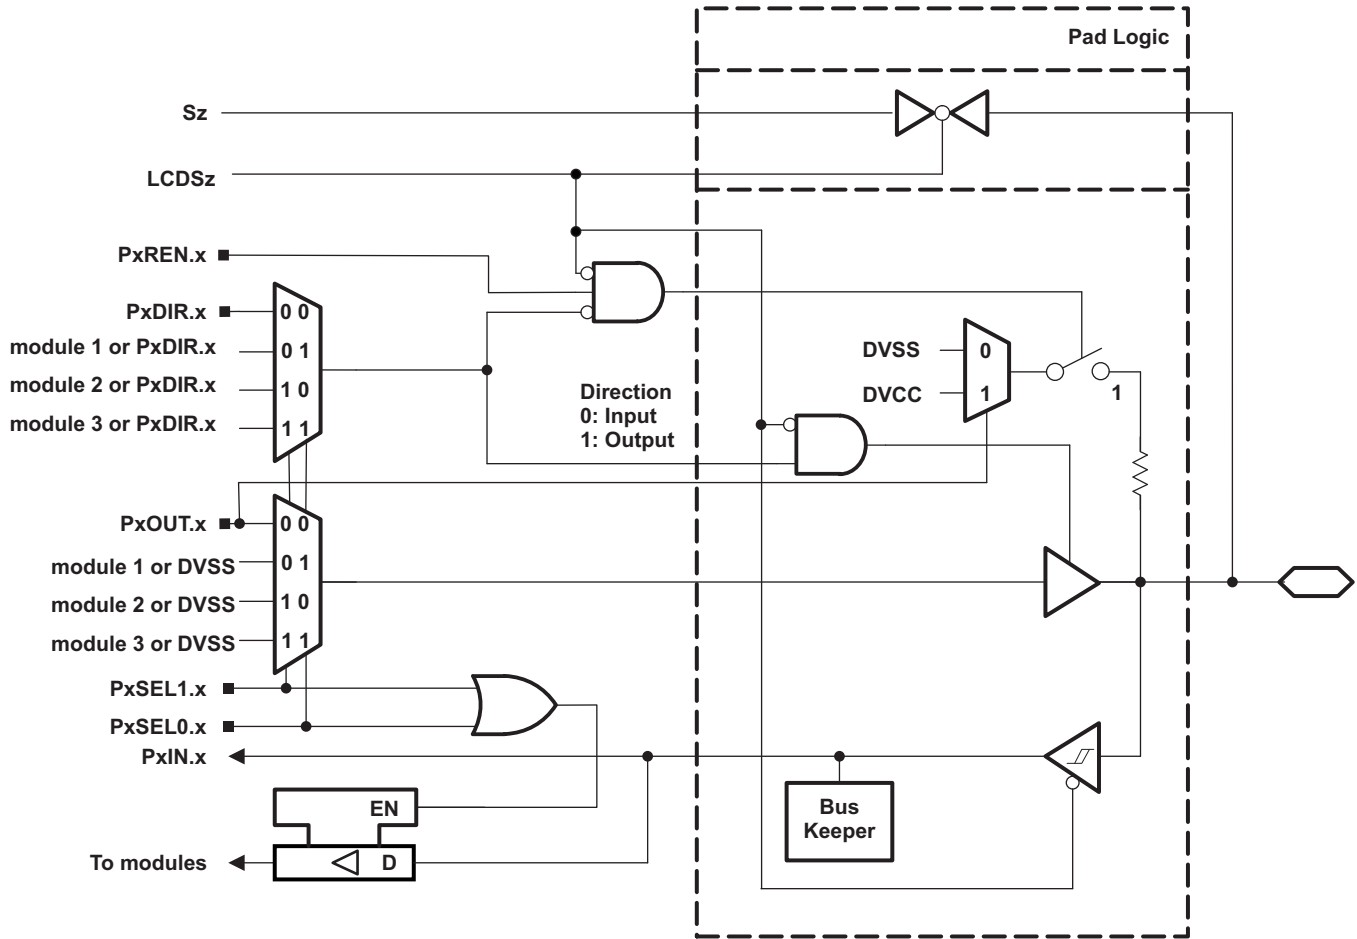 Pad Logic
Sz
LCDSz
PxREN.x
PxDIR.x
0 0
module 1 or PxDIR.x
0 1
module 2 or PxDIR.x
1 0
module 3 or PxDIR.x
1 1
Direction
0: Input
1: Output
DVSS
0
DVCC
1
1
PxOUT.x
0 0
module 1 or DVSS
0 1
module 2 or DVSS
1 0
module 3 or DVSS
1 1
PxSEL1.x
PxSEL0.x
PxIN.x
EN
Bus
Keeper
To modules
D